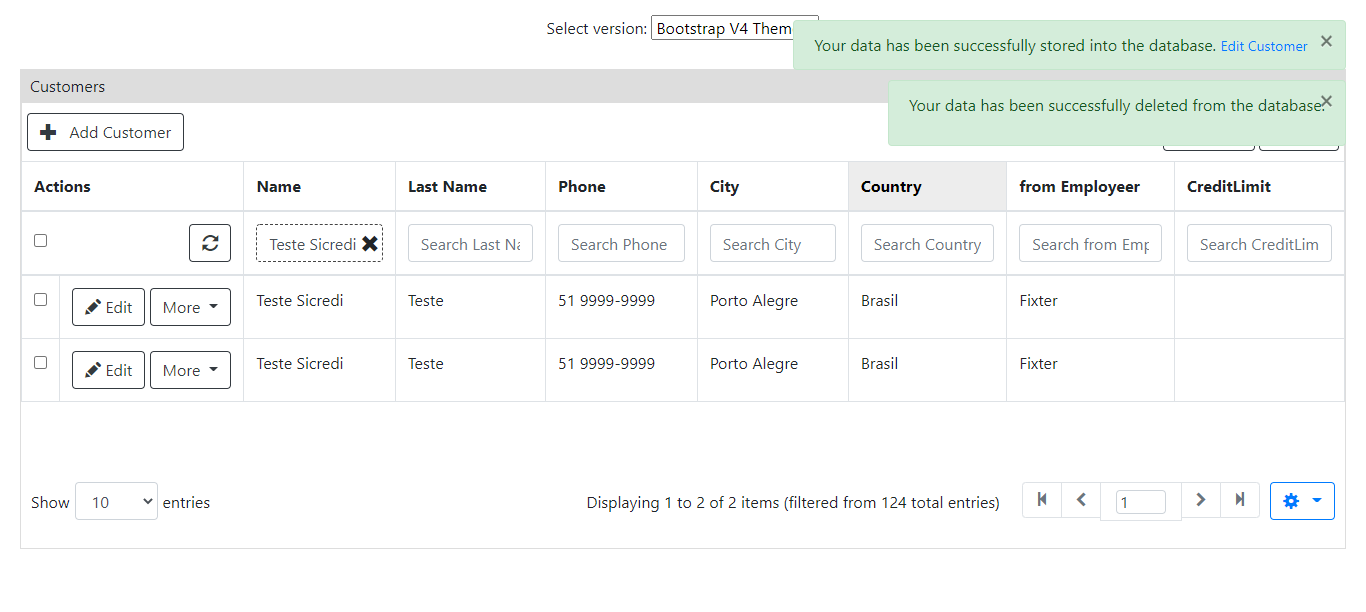 Select version: Bootstrap V4 Them
Your data has been successfully stored into the database. Edit Customer ×
Customers
Your data has been successfully deleted from the database. ×
Add Customer
Actions Name Last Name Phone City Country from Employeer CreditLimit
Teste Sicredi Search Last Na Search Phone Search City Search Country Search from Emp Search CreditLim
Edit More Teste Sicredi Teste 51 9999-9999 Porto Alegre Brasil Fixter
Edit More Teste Sicredi Teste 51 9999-9999 Porto Alegre Brasil Fixter
Show 10 entries Displaying 1 to 2 of 2 items (filtered from 124 total entries) 1